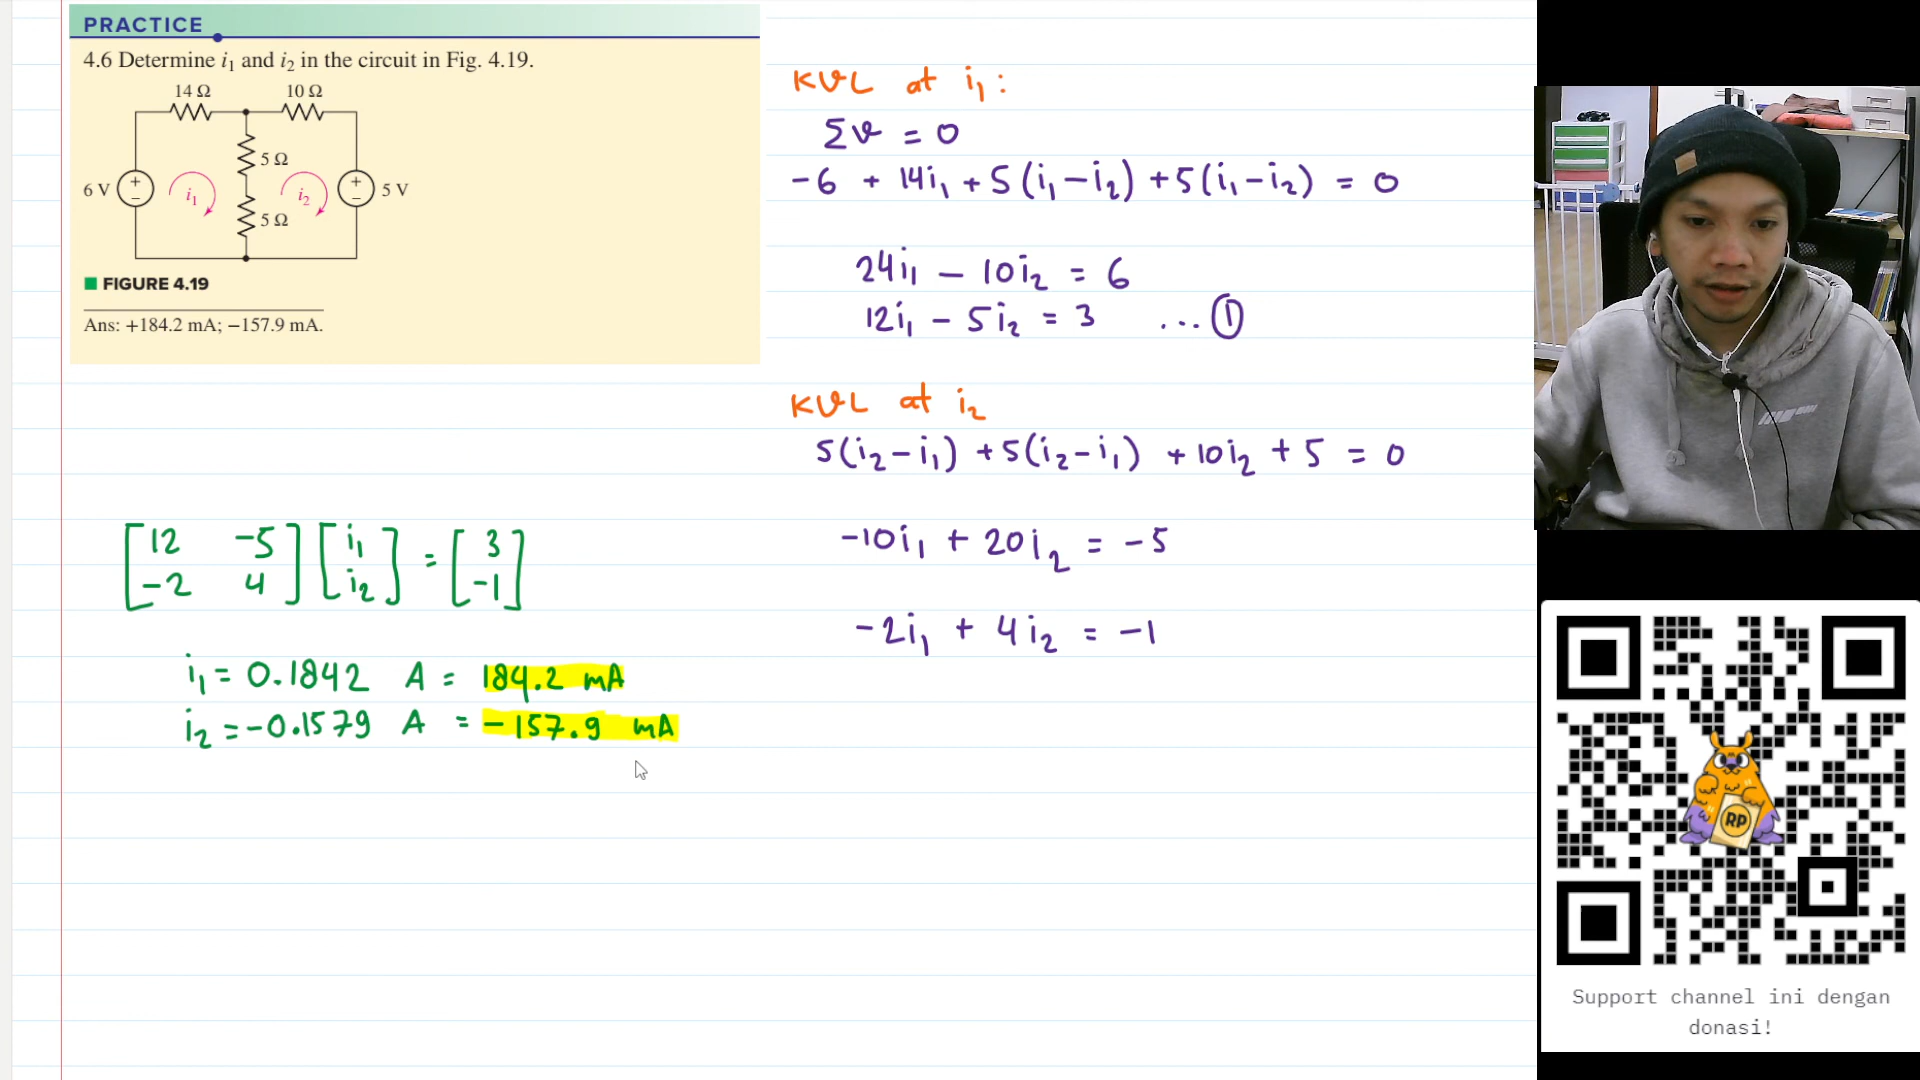 PRACTICE
4.6 Determine i₁ and i₂ in the circuit in Fig. 4.19.
14 Ω
10 Ω
5 Ω
6 V
+
−
i₁
i₂
+
−
5 V
5 Ω
FIGURE 4.19
Ans: +184.2 mA; −157.9 mA.
KVL at i₁:
Σv = 0
-6 + 14i₁ + 5(i₁-i₂) + 5(i₁-i₂) = 0
24i₁ - 10i₂ = 6
12i₁ - 5i₂ = 3 ... ①
KVL at i₂
5(i₂-i₁) + 5(i₂-i₁) + 10i₂ + 5 = 0
-10i₁ + 20i₂ = -5
-2i₁ + 4i₂ = -1
[12 -5] [i₁] = [3]
[-2 4] [i₂] [-1]
i₁ = 0.1842 A = 184.2 mA
i₂ = -0.1579 A = -157.9 mA
RP
Support channel ini dengan
donasi!